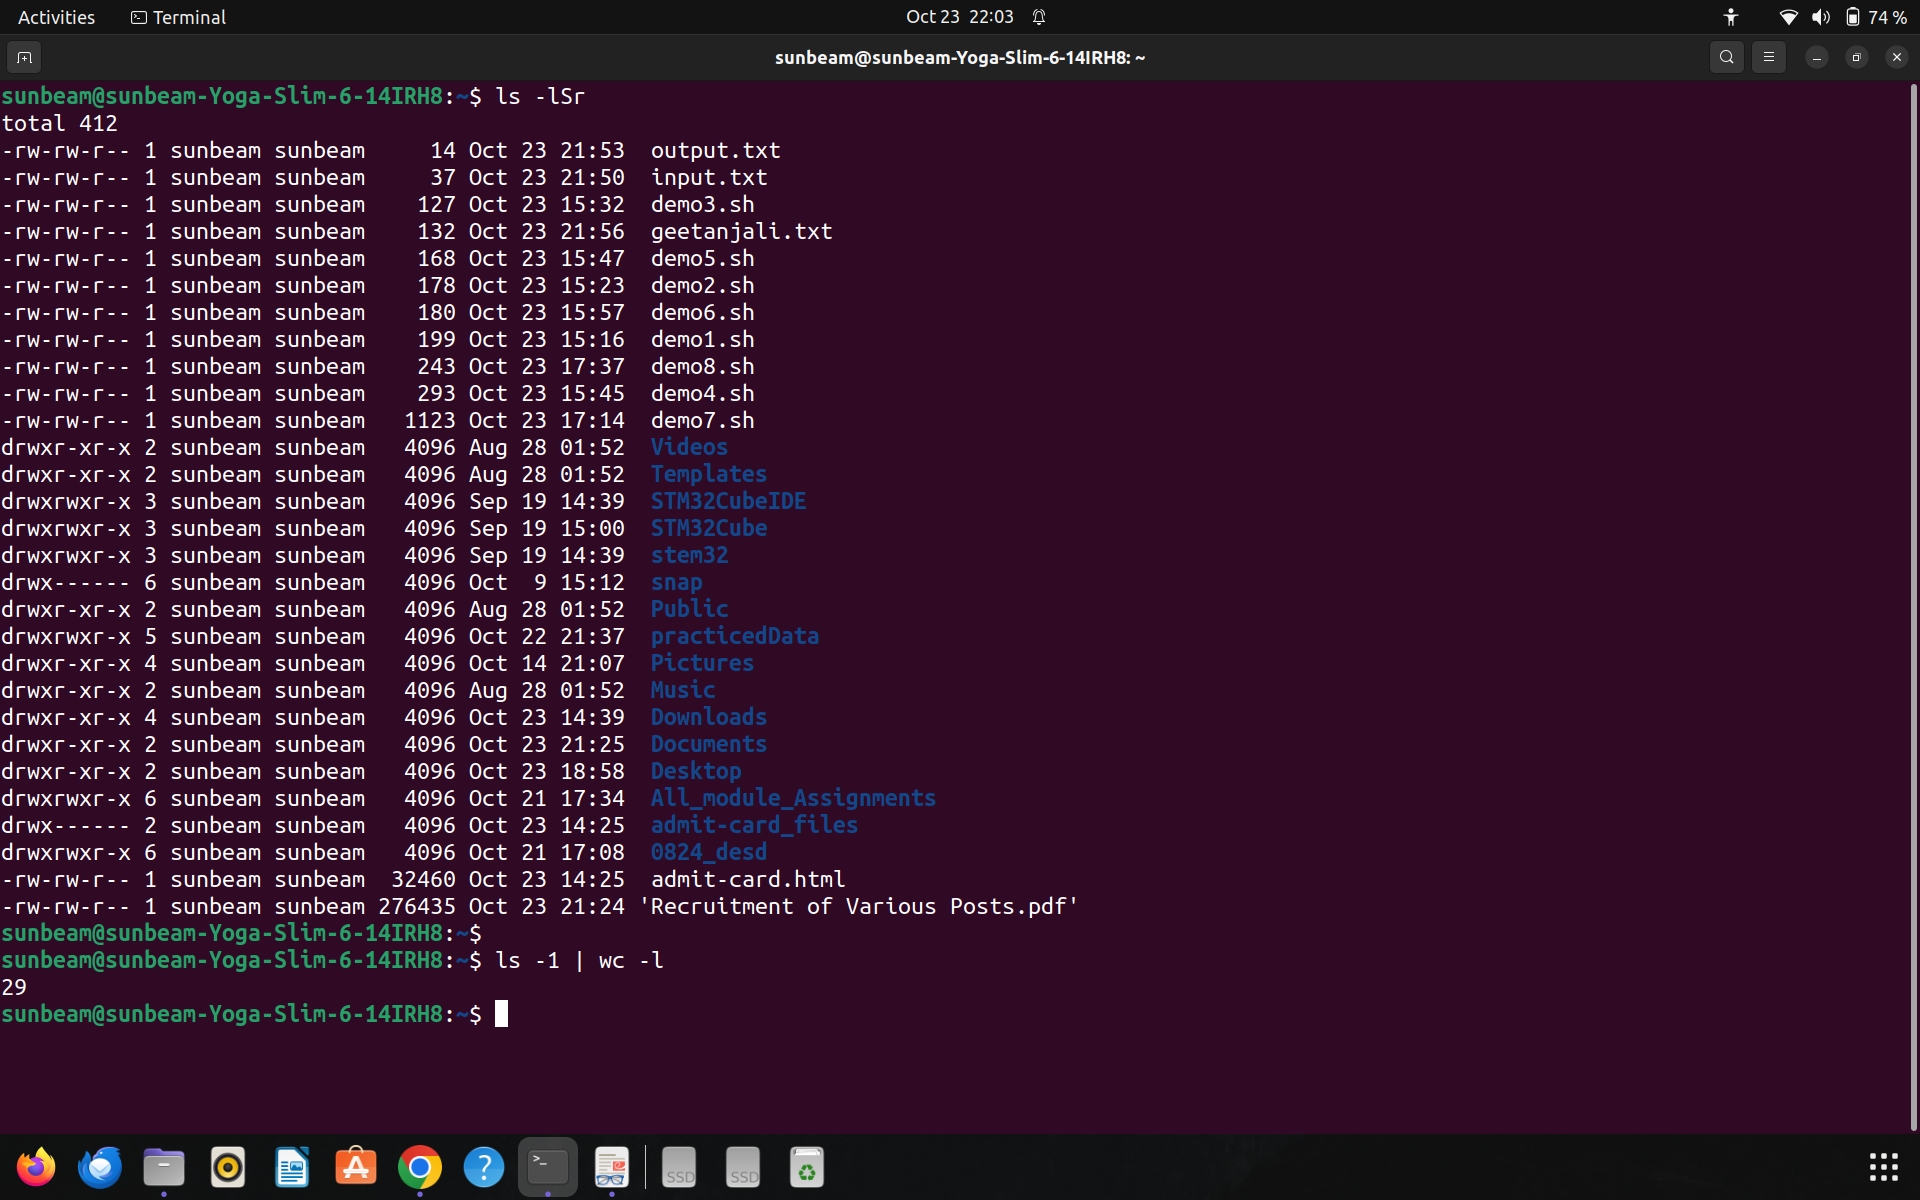 Activities Terminal Oct 23 22:03 74 %
sunbeam@sunbeam-Yoga-Slim-6-14IRH8: ~
sunbeam@sunbeam-Yoga-Slim-6-14IRH8:~$ ls -lSr
total 412
-rw-rw-r-- 1 sunbeam sunbeam     14 Oct 23 21:53  output.txt
-rw-rw-r-- 1 sunbeam sunbeam     37 Oct 23 21:50  input.txt
-rw-rw-r-- 1 sunbeam sunbeam    127 Oct 23 15:32  demo3.sh
-rw-rw-r-- 1 sunbeam sunbeam    132 Oct 23 21:56  geetanjali.txt
-rw-rw-r-- 1 sunbeam sunbeam    168 Oct 23 15:47  demo5.sh
-rw-rw-r-- 1 sunbeam sunbeam    178 Oct 23 15:23  demo2.sh
-rw-rw-r-- 1 sunbeam sunbeam    180 Oct 23 15:57  demo6.sh
-rw-rw-r-- 1 sunbeam sunbeam    199 Oct 23 15:16  demo1.sh
-rw-rw-r-- 1 sunbeam sunbeam    243 Oct 23 17:37  demo8.sh
-rw-rw-r-- 1 sunbeam sunbeam    293 Oct 23 15:45  demo4.sh
-rw-rw-r-- 1 sunbeam sunbeam   1123 Oct 23 17:14  demo7.sh
drwxr-xr-x 2 sunbeam sunbeam   4096 Aug 28 01:52  Videos
drwxr-xr-x 2 sunbeam sunbeam   4096 Aug 28 01:52  Templates
drwxrwxr-x 3 sunbeam sunbeam   4096 Sep 19 14:39  STM32CubeIDE
drwxrwxr-x 3 sunbeam sunbeam   4096 Sep 19 15:00  STM32Cube
drwxrwxr-x 3 sunbeam sunbeam   4096 Sep 19 14:39  stem32
drwx------ 6 sunbeam sunbeam   4096 Oct  9 15:12  snap
drwxr-xr-x 2 sunbeam sunbeam   4096 Aug 28 01:52  Public
drwxrwxr-x 5 sunbeam sunbeam   4096 Oct 22 21:37  practicedData
drwxr-xr-x 4 sunbeam sunbeam   4096 Oct 14 21:07  Pictures
drwxr-xr-x 2 sunbeam sunbeam   4096 Aug 28 01:52  Music
drwxr-xr-x 4 sunbeam sunbeam   4096 Oct 23 14:39  Downloads
drwxr-xr-x 2 sunbeam sunbeam   4096 Oct 23 21:25  Documents
drwxr-xr-x 2 sunbeam sunbeam   4096 Oct 23 18:58  Desktop
drwxrwxr-x 6 sunbeam sunbeam   4096 Oct 21 17:34  All_module_Assignments
drwx------ 2 sunbeam sunbeam   4096 Oct 23 14:25  admit-card_files
drwxrwxr-x 6 sunbeam sunbeam   4096 Oct 21 17:08  0824_desd
-rw-rw-r-- 1 sunbeam sunbeam  32460 Oct 23 14:25  admit-card.html
-rw-rw-r-- 1 sunbeam sunbeam 276435 Oct 23 21:24 'Recruitment of Various Posts.pdf'
sunbeam@sunbeam-Yoga-Slim-6-14IRH8:~$
sunbeam@sunbeam-Yoga-Slim-6-14IRH8:~$ ls -1 | wc -l
29
sunbeam@sunbeam-Yoga-Slim-6-14IRH8:~$
SSD SSD